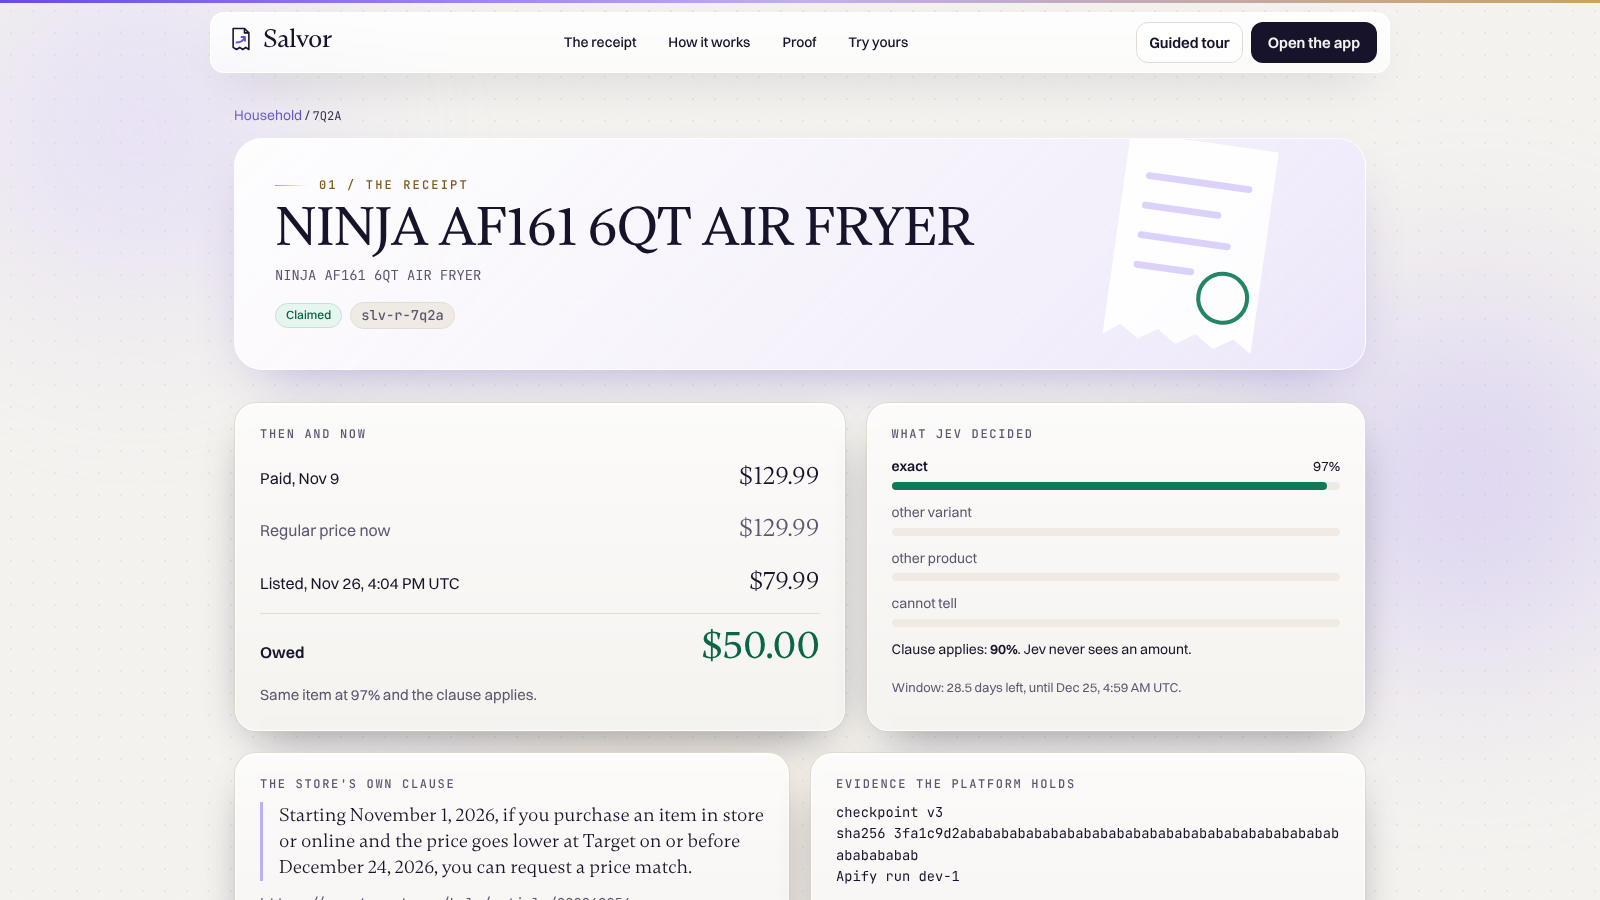 Salvor
The receipt
How it works
Proof
Try yours
Guided tour
Open the app
Household / 7Q2A
01 / THE RECEIPT
NINJA AF161 6QT AIR FRYER
NINJA AF161 6QT AIR FRYER
Claimed
slv-r-7q2a
THEN AND NOW
Paid, Nov 9 $129.99
Regular price now $129.99
Listed, Nov 26, 4:04 PM UTC $79.99
Owed $50.00
Same item at 97% and the clause applies.
WHAT JEV DECIDED
exact 97%
other variant
other product
cannot tell
Clause applies: 90%. Jev never sees an amount.
Window: 28.5 days left, until Dec 25, 4:59 AM UTC.
THE STORE'S OWN CLAUSE
Starting November 1, 2026, if you purchase an item in store
or online and the price goes lower at Target on or before
December 24, 2026, you can request a price match.
EVIDENCE THE PLATFORM HOLDS
checkpoint v3
sha256 3fa1c9d2abababababababababababababababababababababab
ababababab
Apify run dev-1